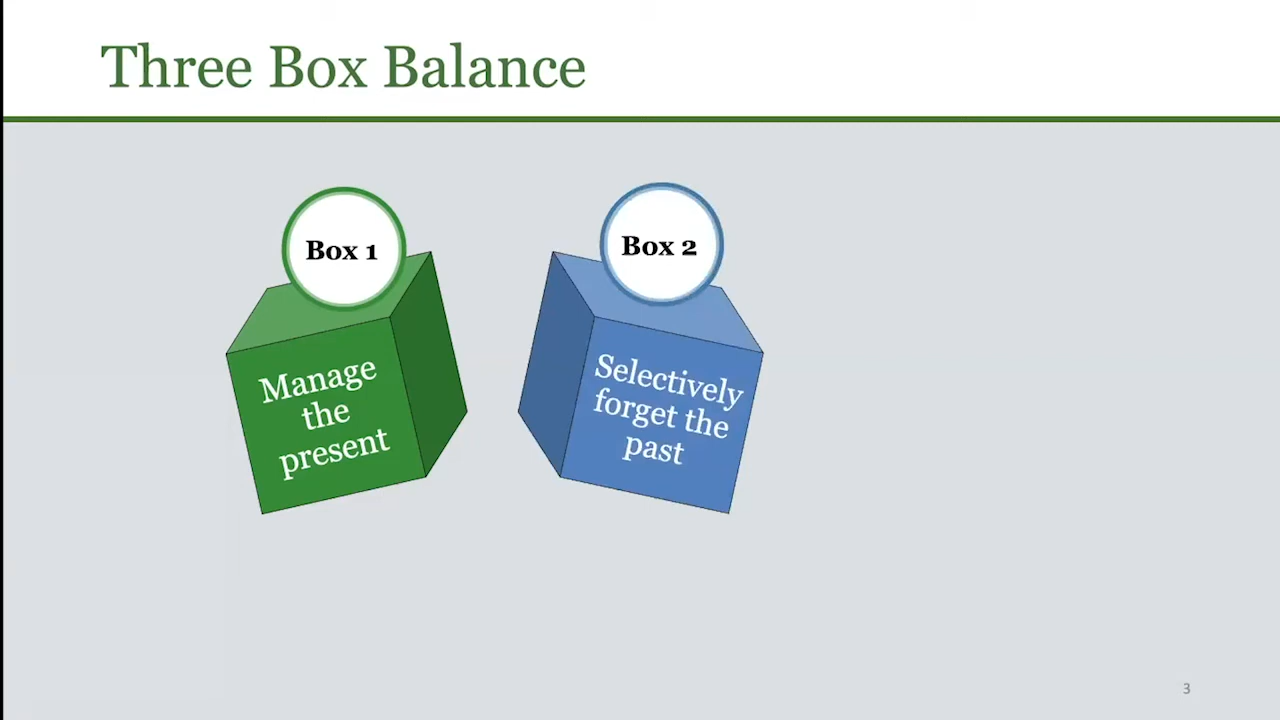 Three Box Balance
Box 1
Manage
the
present
Box 2
Selectively
forget the
past
3